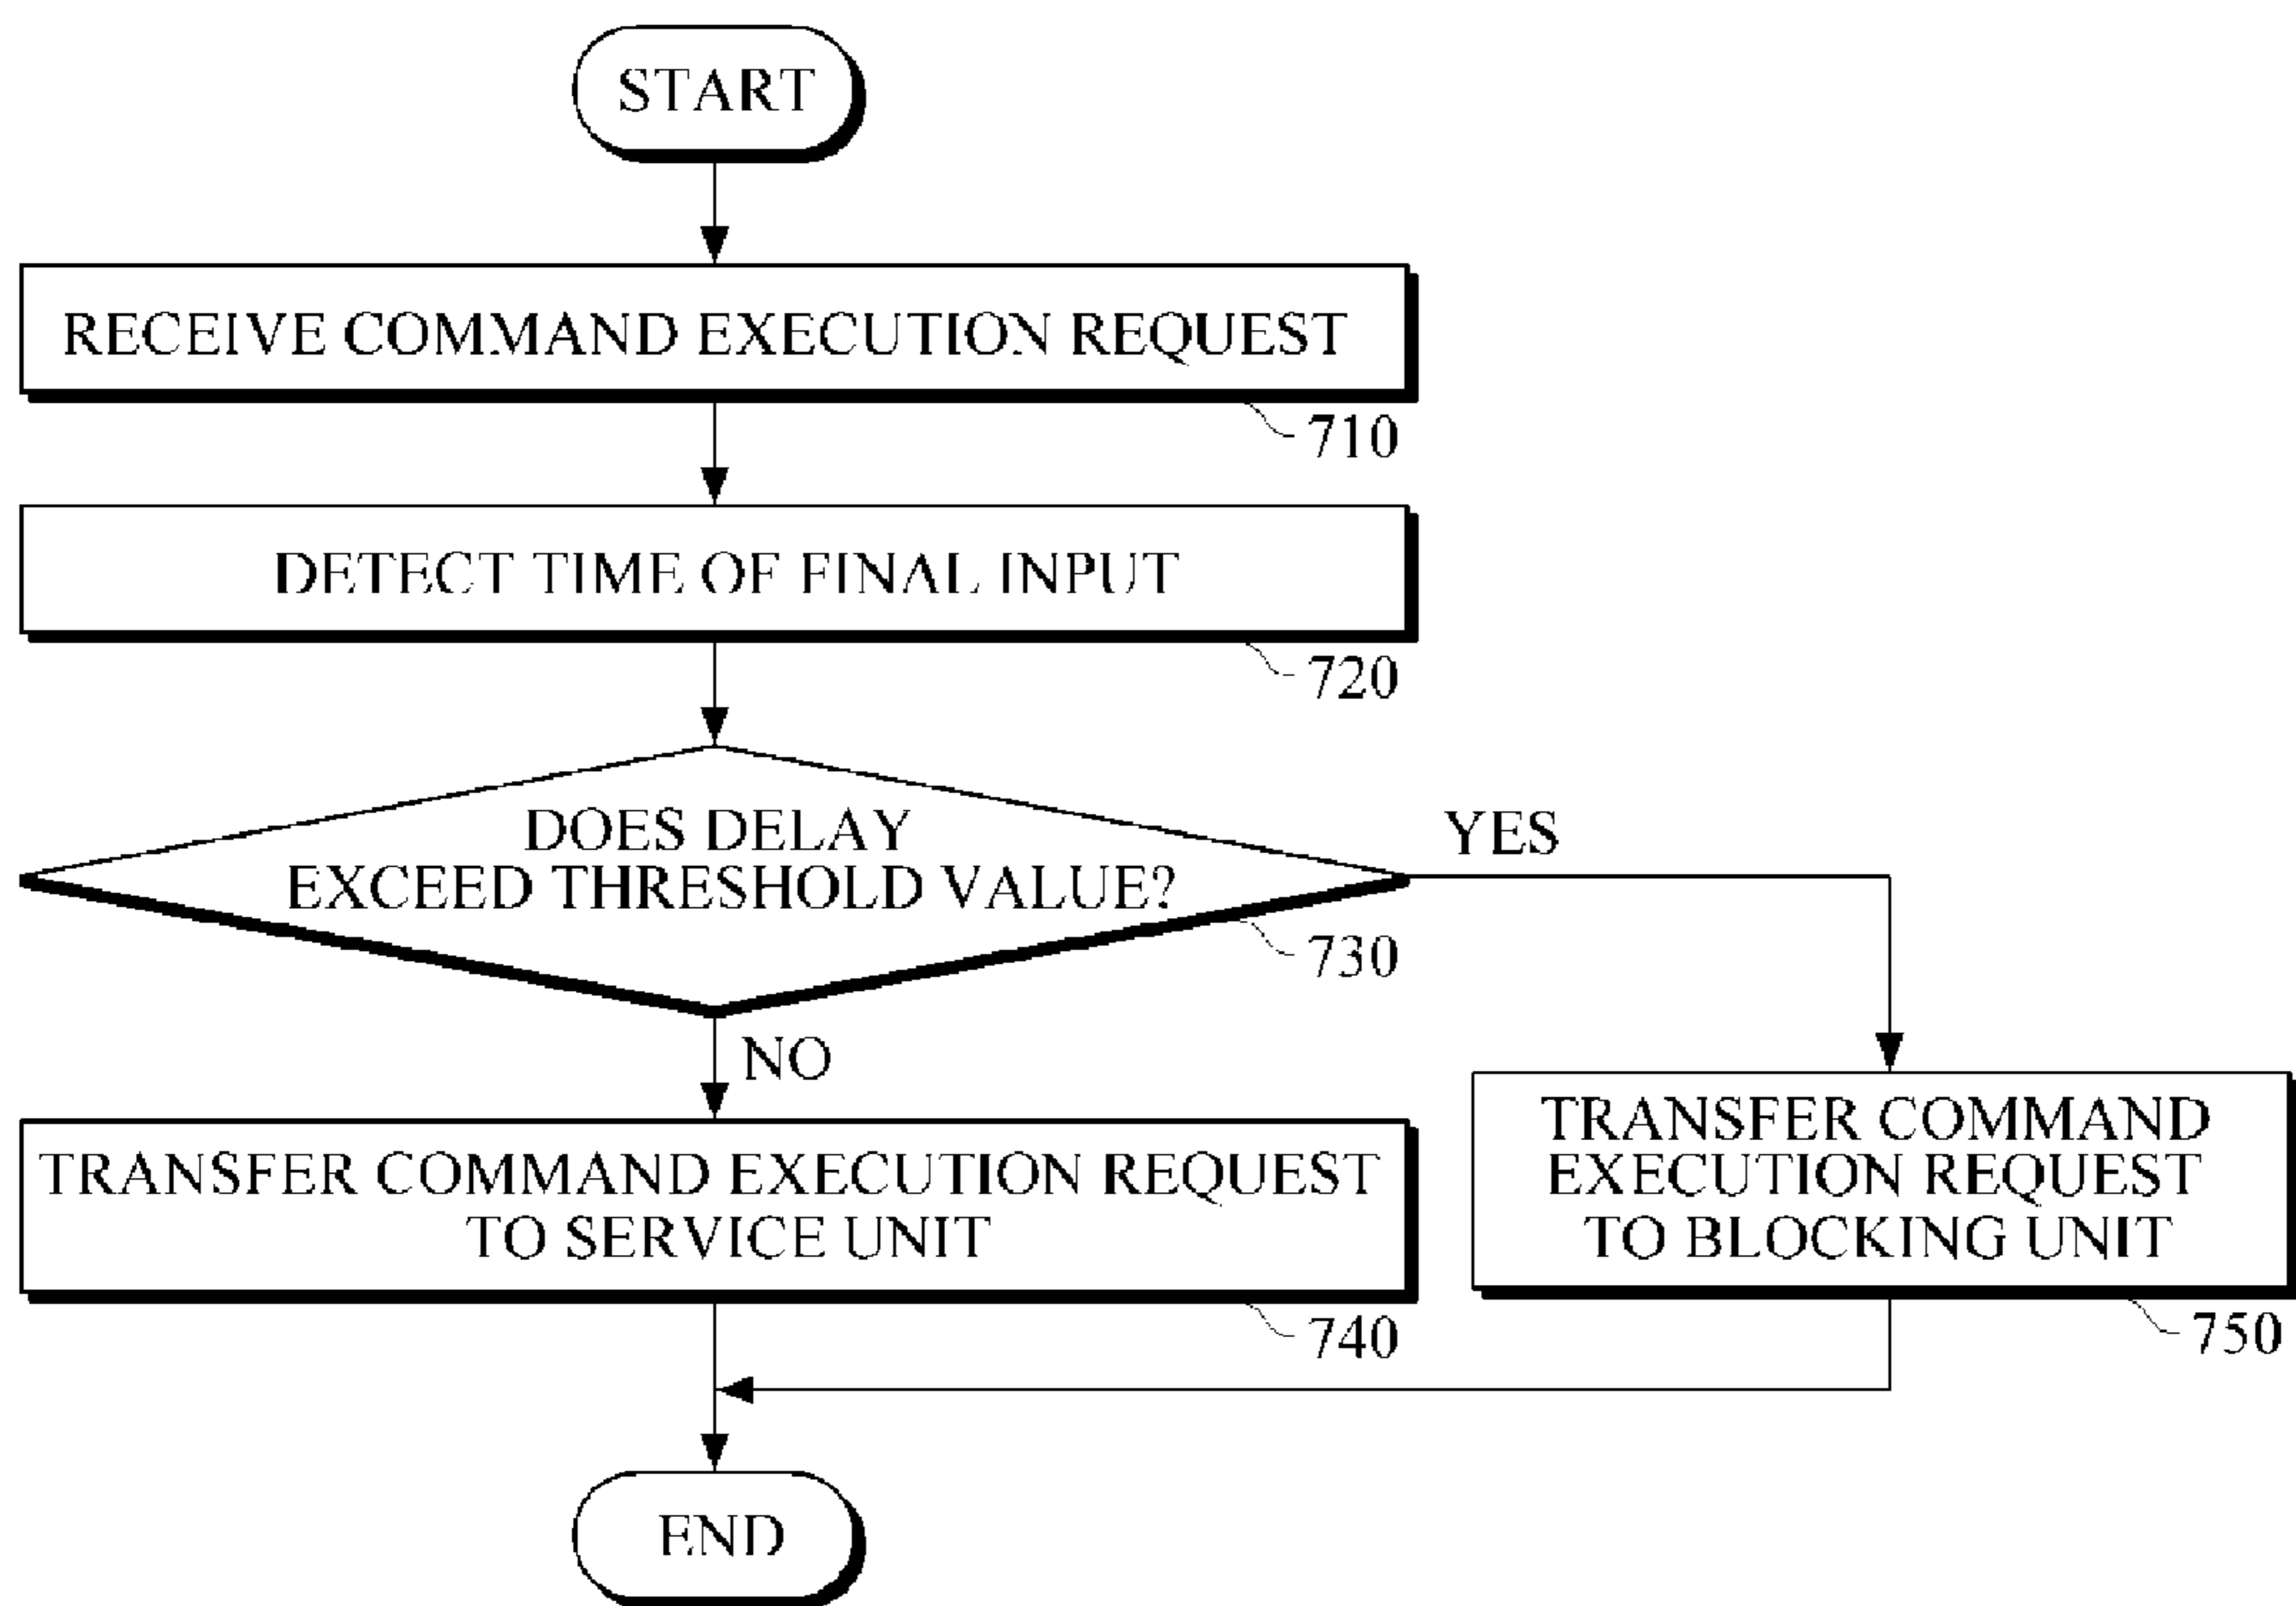 START
RECEIVE COMMAND EXECUTION REQUEST
710
DETECT TIME OF FINAL INPUT
720
DOES DELAY
EXCEED THRESHOLD VALUE?
YES
730
NO
TRANSFER COMMAND EXECUTION REQUEST
TO SERVICE UNIT
740
TRANSFER COMMAND
EXECUTION REQUEST
TO BLOCKING UNIT
750
END